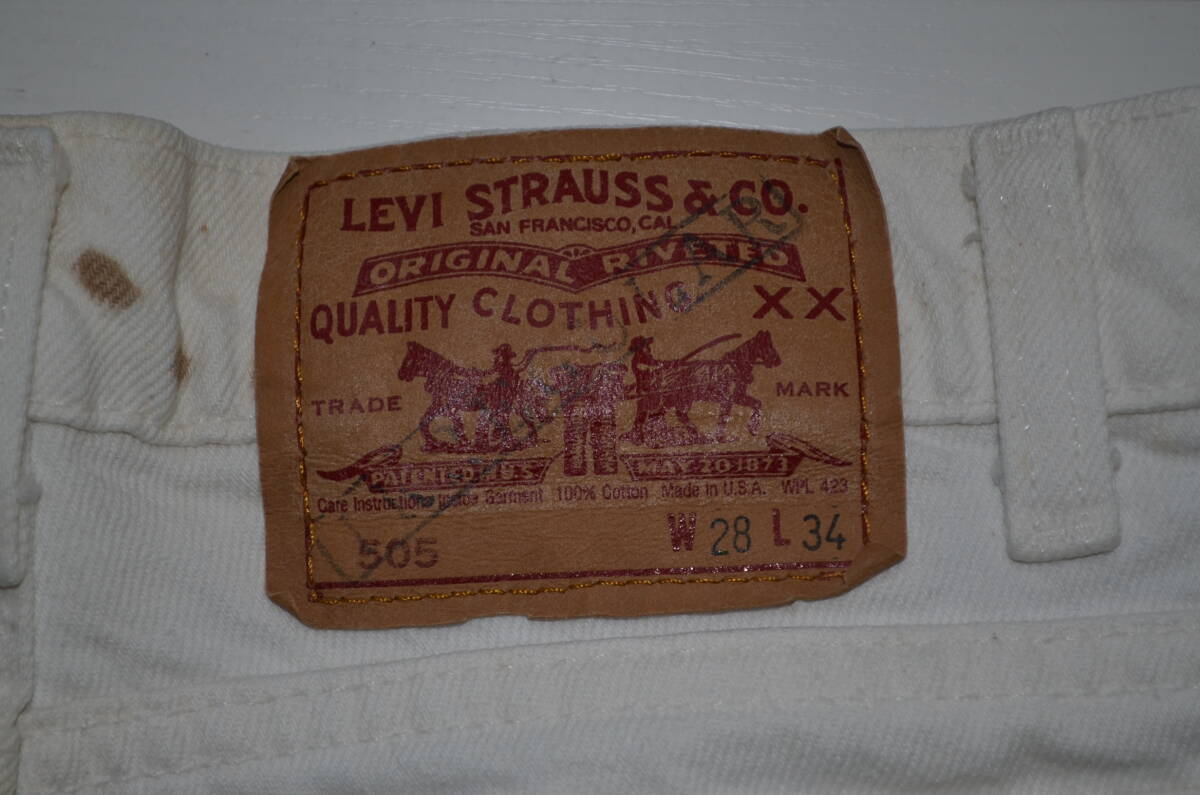 LEVI STRAUSS & CO.
SAN FRANCISCO, CAL.
ORIGINAL RIVETED
QUALITY CLOTHING XX
TRADE MARK
PATENTED U.S MAY 20 1873
Care Instructions Inside Garment 100% Cotton Made in U.S.A. WPL 423
505 W 28 L 34